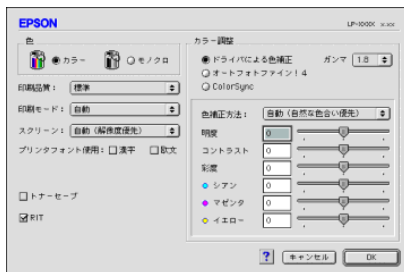 EPSON
LP-XXXX x.xx
色
カラー
モノクロ
印刷品質： 標準
印刷モード： 自動
スクリーン： 自動（解像度優先）
プリンタフォント使用： 漢字 欧文
トナーセーブ
RIT
カラー調整
ドライバによる色補正 ガンマ 1.8
オートフォトファイン！4
ColorSync
色補正方法： 自動（自然な色合い優先）
明度 0
コントラスト 0
彩度 0
シアン 0
マゼンタ 0
イエロー 0
? キャンセル OK